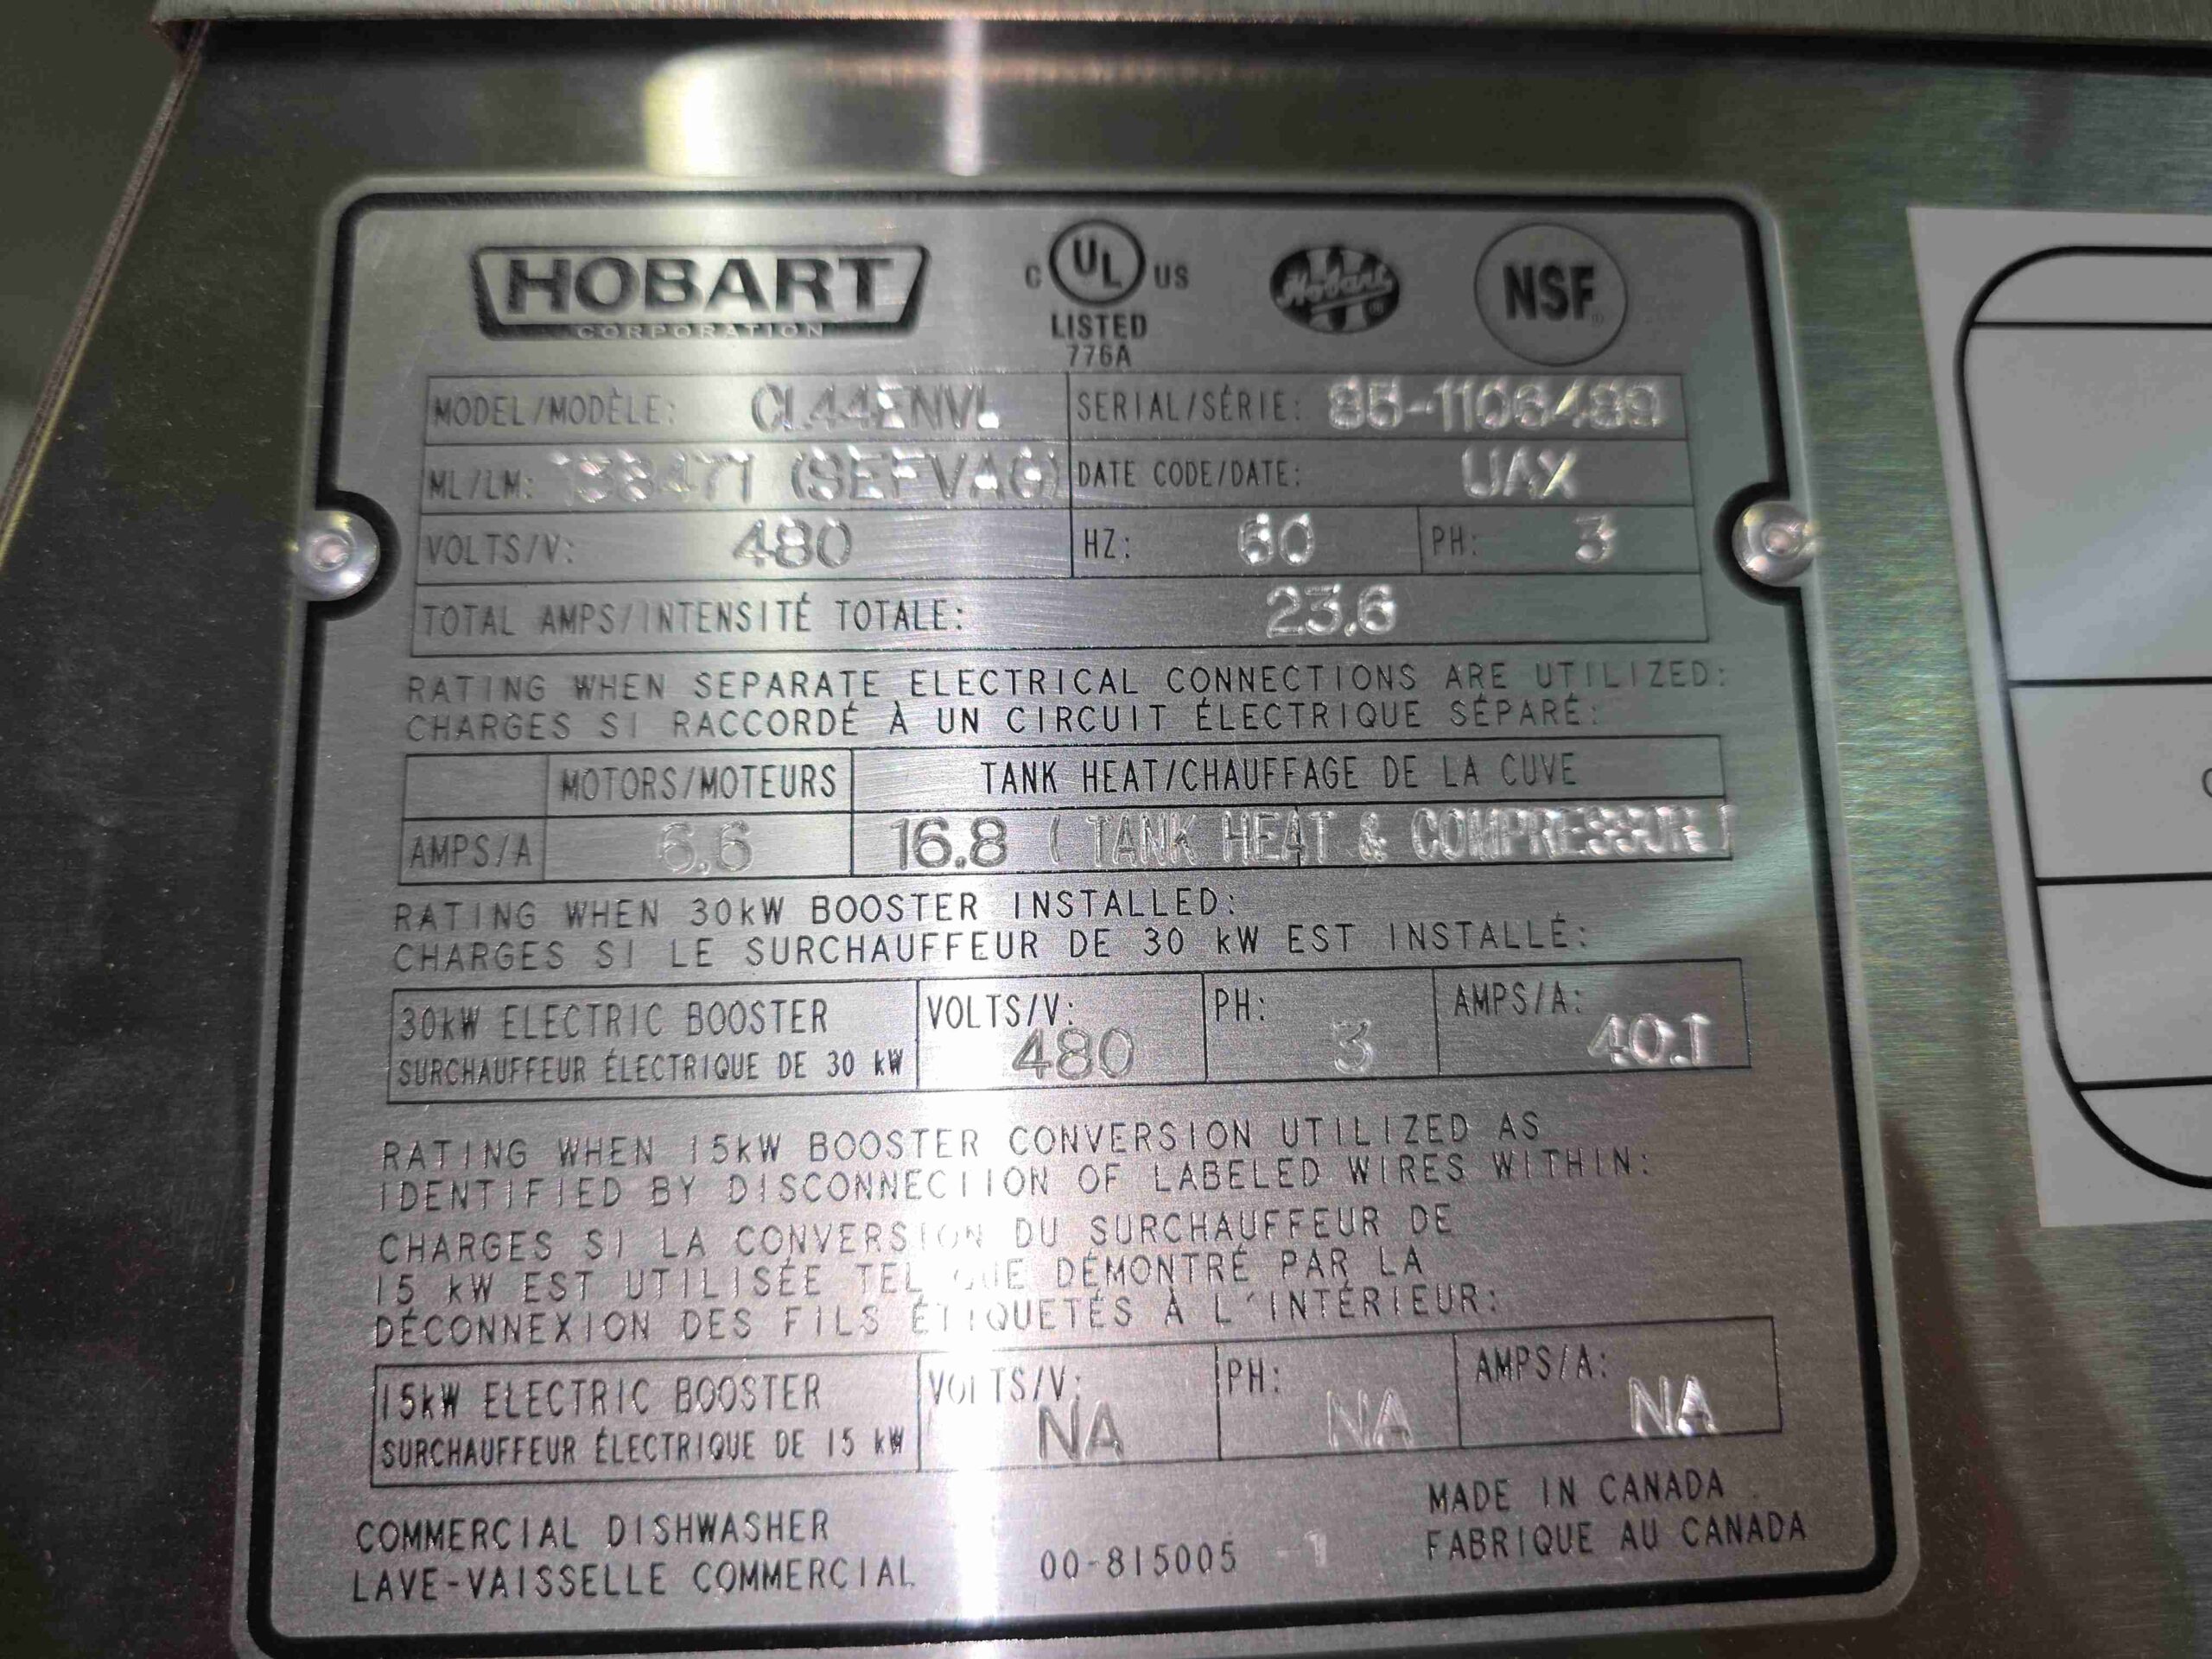 HOBART
CORPORATION
C UL US
LISTED
776A
Hobart
NSF
MODEL/MODÈLE: CL44ENVL
SERIAL/SÉRIE: 85-1106489
ML/LM: 138471 (SEFVAG)
DATE CODE/DATE: UAX
VOLTS/V: 480
HZ: 60
PH: 3
TOTAL AMPS/INTENSITÉ TOTALE: 23.6
RATING WHEN SEPARATE ELECTRICAL CONNECTIONS ARE UTILIZED:
CHARGES SI RACCORDÉ À UN CIRCUIT ÉLECTRIQUE SÉPARÉ:
MOTORS/MOTEURS
TANK HEAT/CHAUFFAGE DE LA CUVE
AMPS/A 6.6 16.8 (TANK HEAT & COMPRESSOR)
RATING WHEN 30kW BOOSTER INSTALLED:
CHARGES SI LE SURCHAUFFEUR DE 30 kW EST INSTALLÉ:
30kW ELECTRIC BOOSTER
SURCHAUFFEUR ÉLECTRIQUE DE 30 kW
VOLTS/V: 480
PH: 3
AMPS/A: 40.1
RATING WHEN 15kW BOOSTER CONVERSION UTILIZED AS
IDENTIFIED BY DISCONNECTION OF LABELED WIRES WITHIN:
CHARGES SI LA CONVERSION DU SURCHAUFFEUR DE
15 kW EST UTILISÉE TEL QUE DÉMONTRÉ PAR LA
DÉCONNEXION DES FILS ÉTIQUETÉS À L'INTÉRIEUR:
15kW ELECTRIC BOOSTER
SURCHAUFFEUR ÉLECTRIQUE DE 15 kW
VOLTS/V: NA
PH: NA
AMPS/A: NA
COMMERCIAL DISHWASHER
LAVE-VAISSELLE COMMERCIAL
00-815005 -1
MADE IN CANADA
FABRIQUE AU CANADA